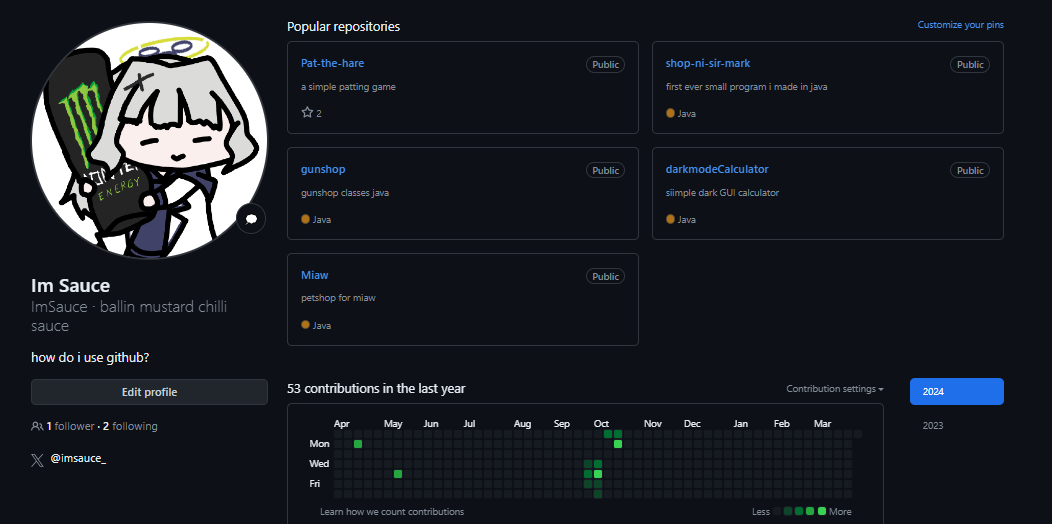 ENERGY
Im Sauce
ImSauce · ballin mustard chilli
sauce
how do i use github?
Edit profile
1 follower · 2 following
@imsauce_
Popular repositories
Customize your pins
Pat-the-hare
Public
a simple patting game
2
shop-ni-sir-mark
Public
first ever small program i made in java
Java
gunshop
Public
gunshop classes java
Java
darkmodeCalculator
Public
siimple dark GUI calculator
Java
Miaw
Public
petshop for miaw
Java
53 contributions in the last year
Contribution settings
2024
2023
Apr May Jun Jul Aug Sep Oct Nov Dec Jan Feb Mar
Mon
Wed
Fri
Learn how we count contributions
Less More